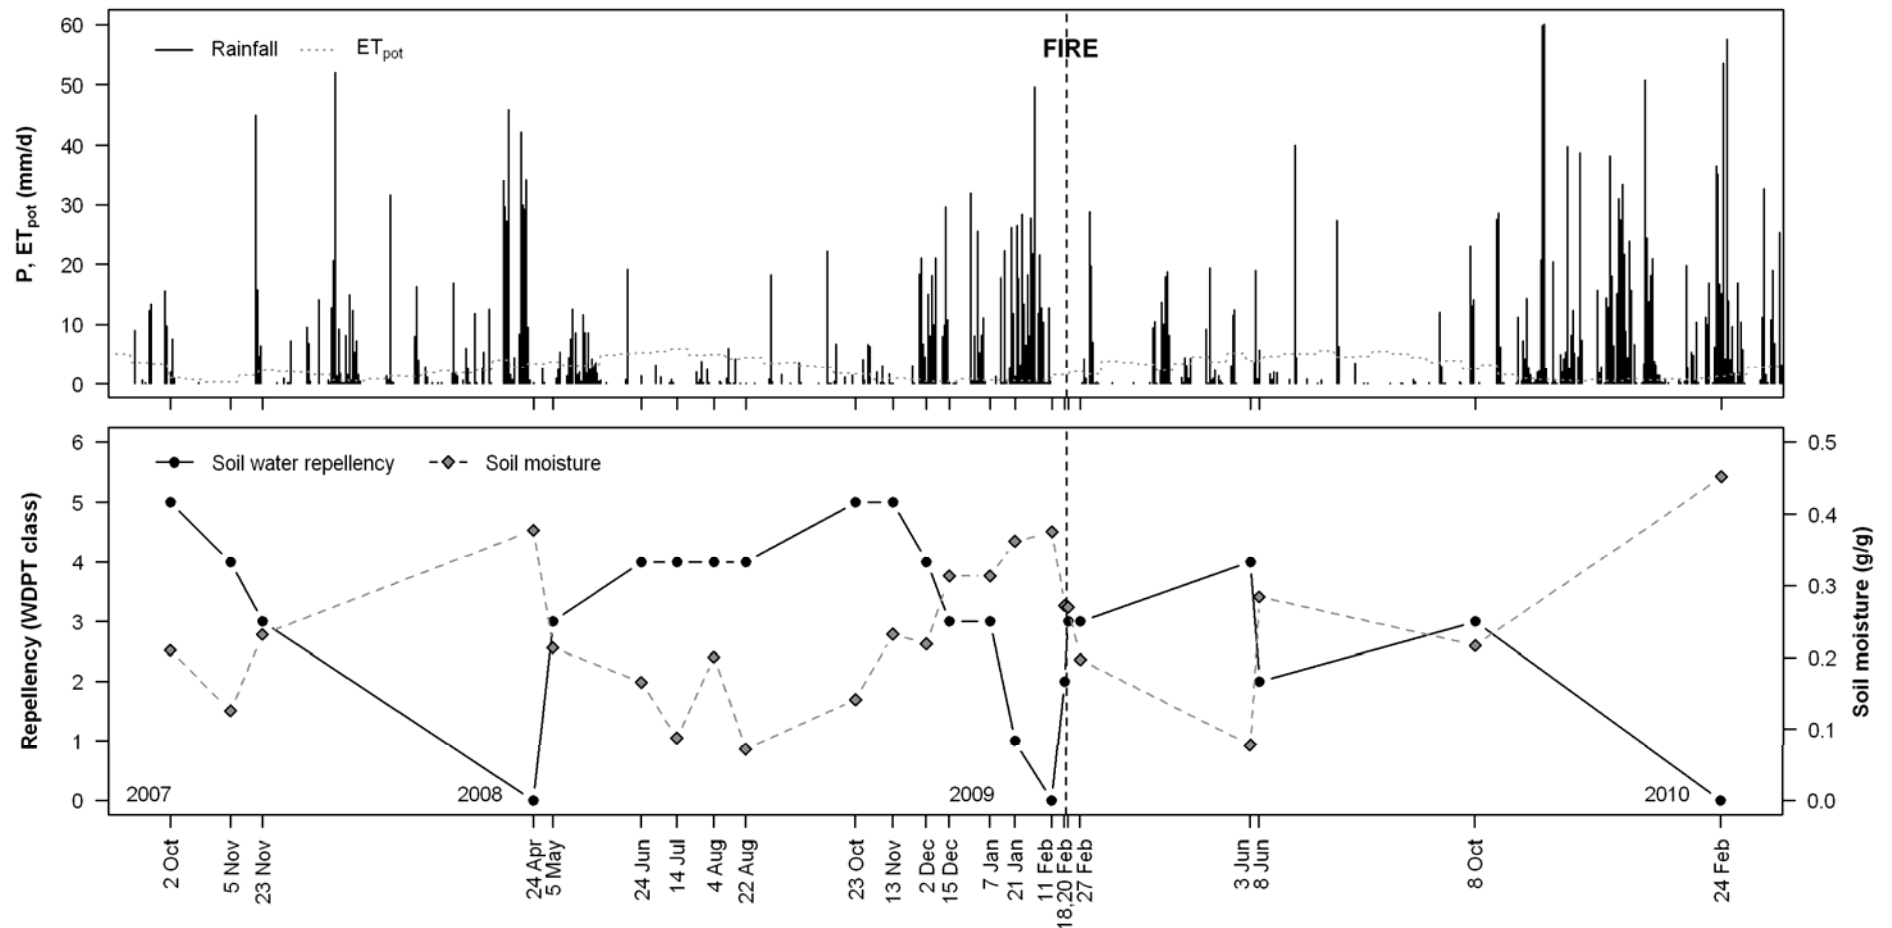 60
50
40
30
20
10
0
P, ETpot (mm/d)
Rainfall
ETpot
FIRE
6
5
4
3
2
1
0
Repellency (WDPT class)
Soil water repellency
Soil moisture
0.5
0.4
0.3
0.2
0.1
0.0
Soil moisture (g/g)
2007
2008
2009
2010
2 Oct
5 Nov
23 Nov
24 Apr
5 May
24 Jun
14 Jul
4 Aug
22 Aug
23 Oct
13 Nov
2 Dec
15 Dec
7 Jan
21 Jan
11 Feb
18,20 Feb
27 Feb
3 Jun
8 Jun
8 Oct
24 Feb